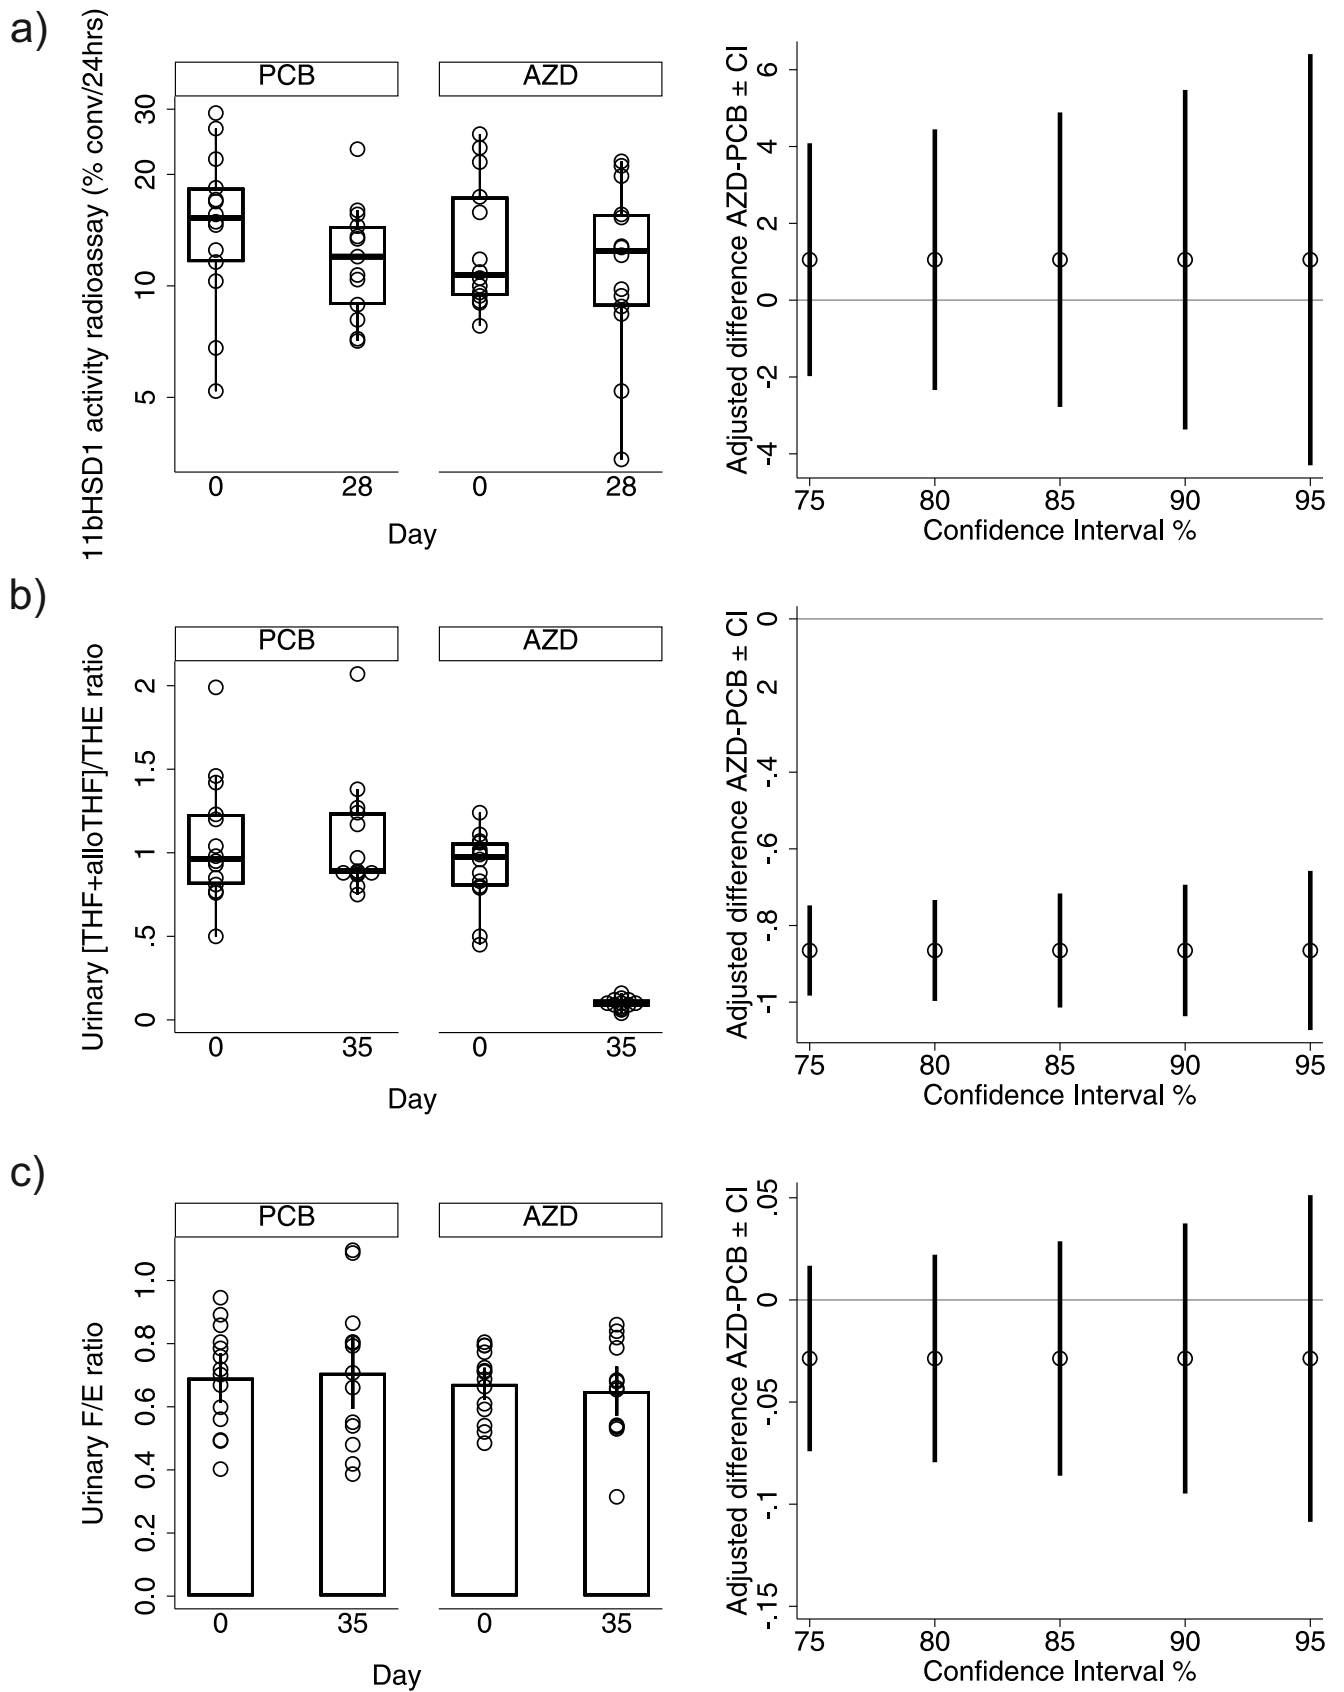 a)
11bHSD1 activity radioassay (% conv/24hrs)
PCB
AZD
30
20
10
5
0
28
0
28
Day
Adjusted difference AZD-PCB ± CI
6
4
2
0
-2
-4
75
80
85
90
95
Confidence Interval %
b)
Urinary [THF+alloTHF]/THE ratio
PCB
AZD
2
1.5
1
.5
0
0
35
0
35
Day
Adjusted difference AZD-PCB ± CI
0
2
-.4
-.6
-.8
-1
75
80
85
90
95
Confidence Interval %
c)
Urinary F/E ratio
PCB
AZD
1.0
0.8
0.6
0.4
0.2
0.0
0
35
0
35
Day
Adjusted difference AZD-PCB ± CI
.05
0
-.05
-.1
-.15
75
80
85
90
95
Confidence Interval %